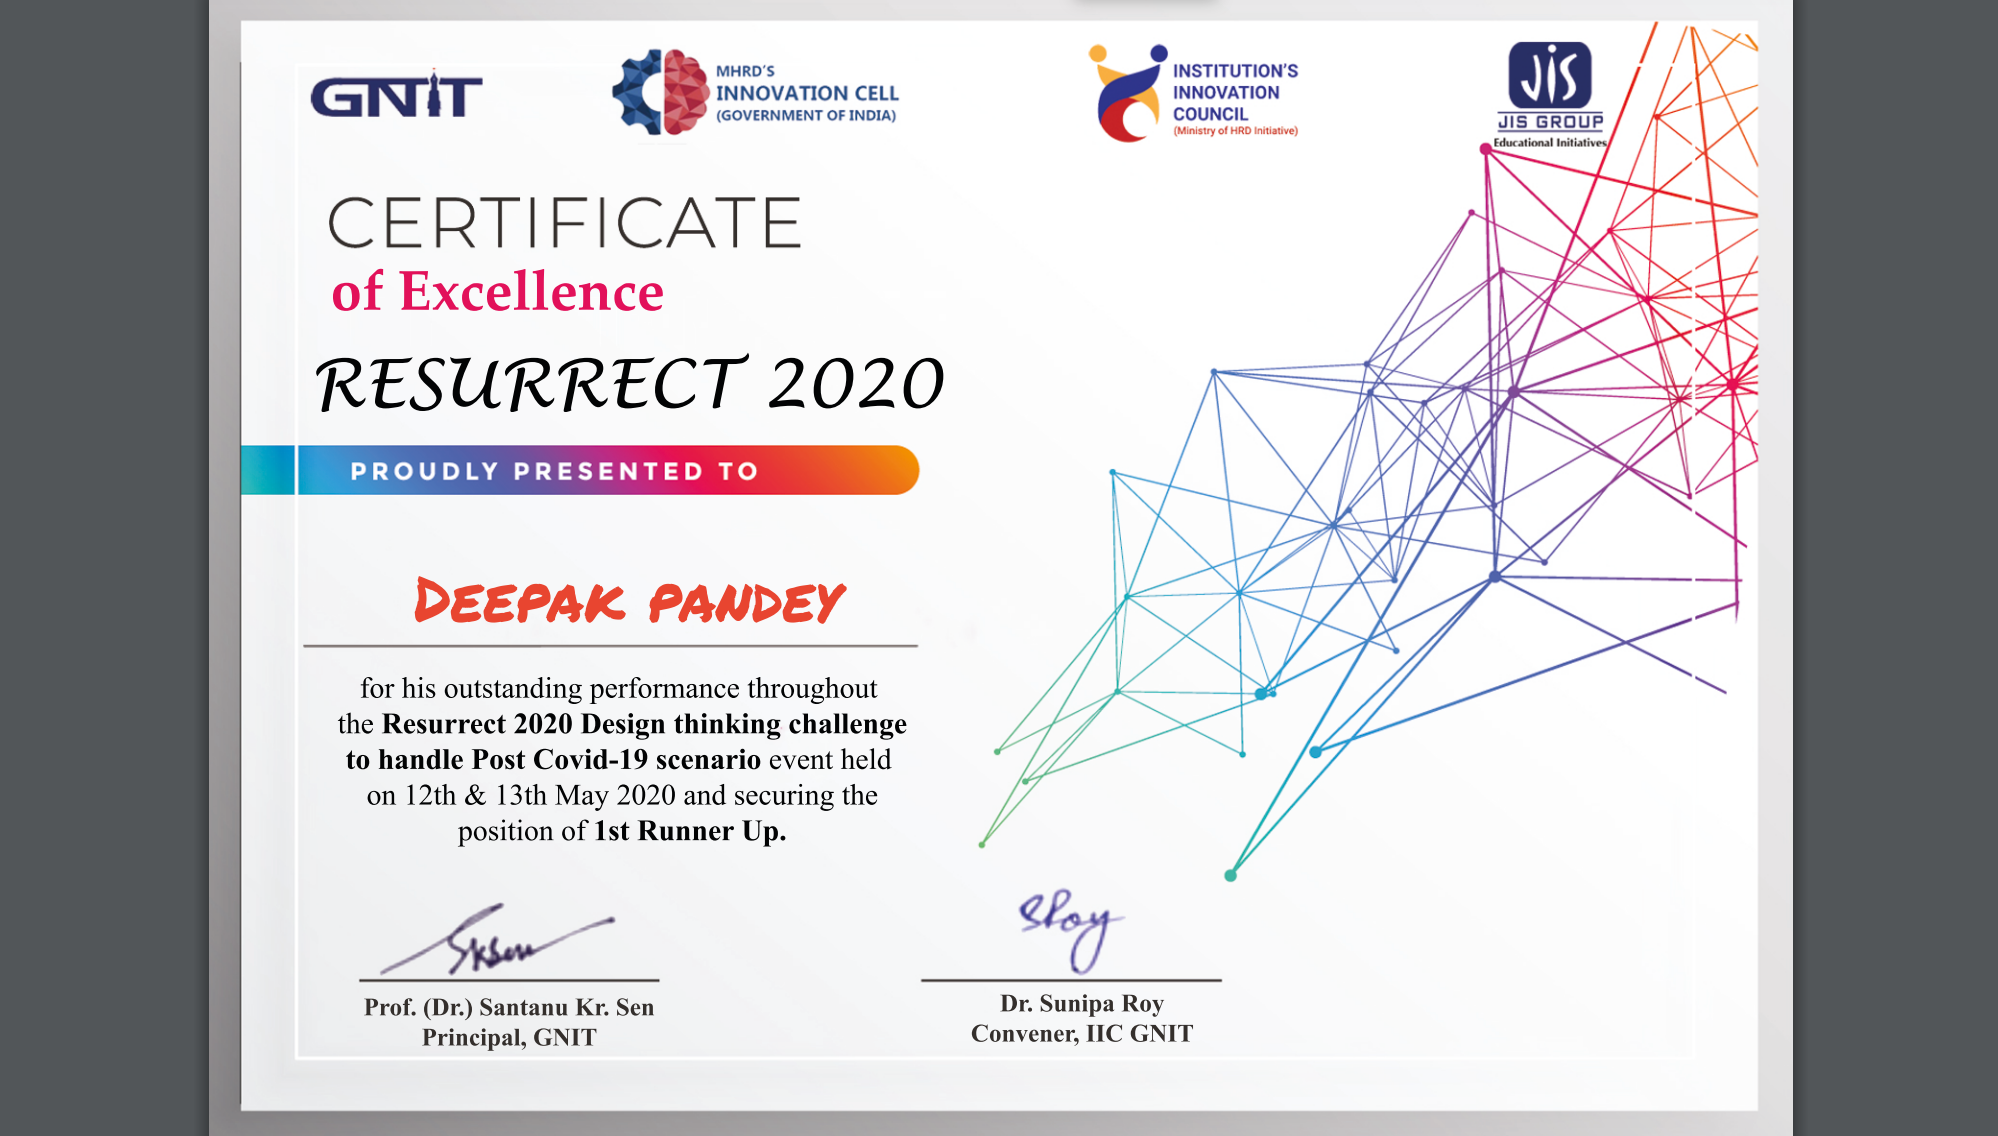 GNIT
MHRD'S
INNOVATION CELL
(GOVERNMENT OF INDIA)
INSTITUTION'S
INNOVATION
COUNCIL
(Ministry of HRD Initiative)
JIS
JIS GROUP
Educational Initiatives
CERTIFICATE
of Excellence
RESURRECT 2020
PROUDLY PRESENTED TO
DEEPAK PANDEY
for his outstanding performance throughout
the Resurrect 2020 Design thinking challenge
to handle Post Covid-19 scenario event held
on 12th & 13th May 2020 and securing the
position of 1st Runner Up.
SKSen
SRoy
Prof. (Dr.) Santanu Kr. Sen
Principal, GNIT
Dr. Sunipa Roy
Convener, IIC GNIT